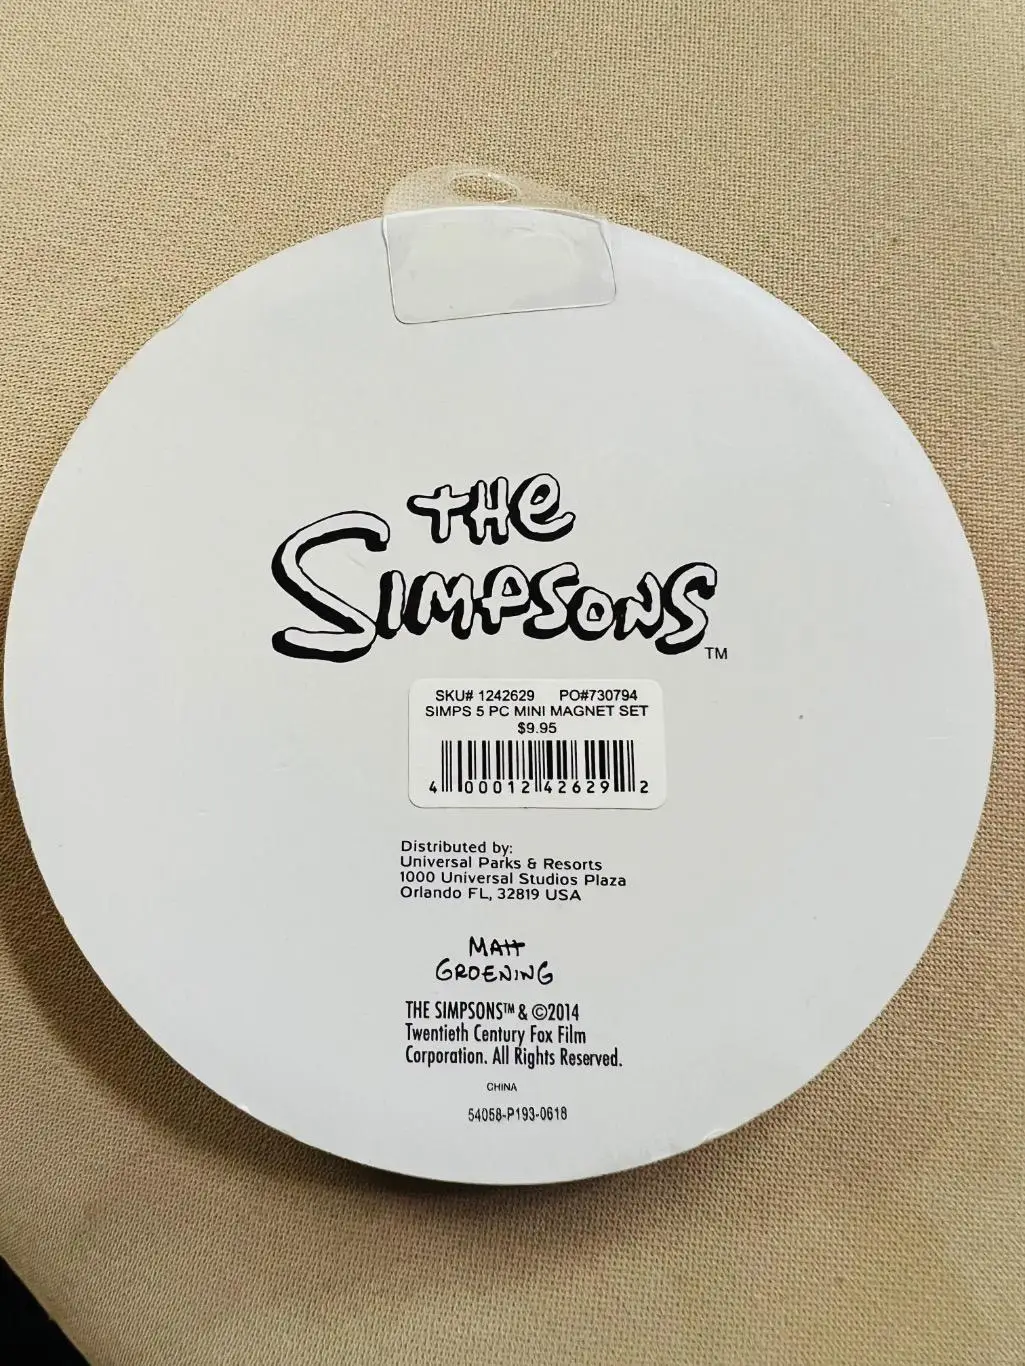 THE
SIMPSONS™
SKU# 1242629 PO#730794
SIMPS 5 PC MINI MAGNET SET
$9.95
4 00012 42629 2
Distributed by:
Universal Parks & Resorts
1000 Universal Studios Plaza
Orlando FL, 32819 USA
MATT
GROENING
THE SIMPSONS™ & ©2014
Twentieth Century Fox Film
Corporation. All Rights Reserved.
CHINA
54058-P193-0618